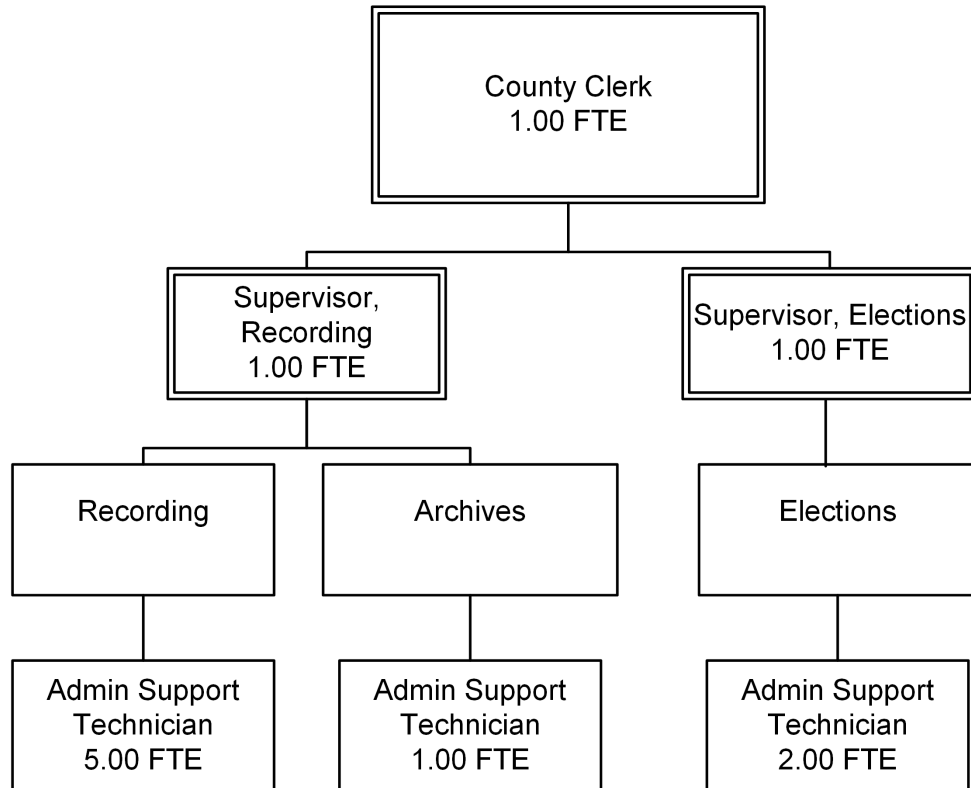 County Clerk
1.00 FTE
Supervisor,
Recording
1.00 FTE
Supervisor, Elections
1.00 FTE
Recording
Archives
Elections
Admin Support
Technician
5.00 FTE
Admin Support
Technician
1.00 FTE
Admin Support
Technician
2.00 FTE